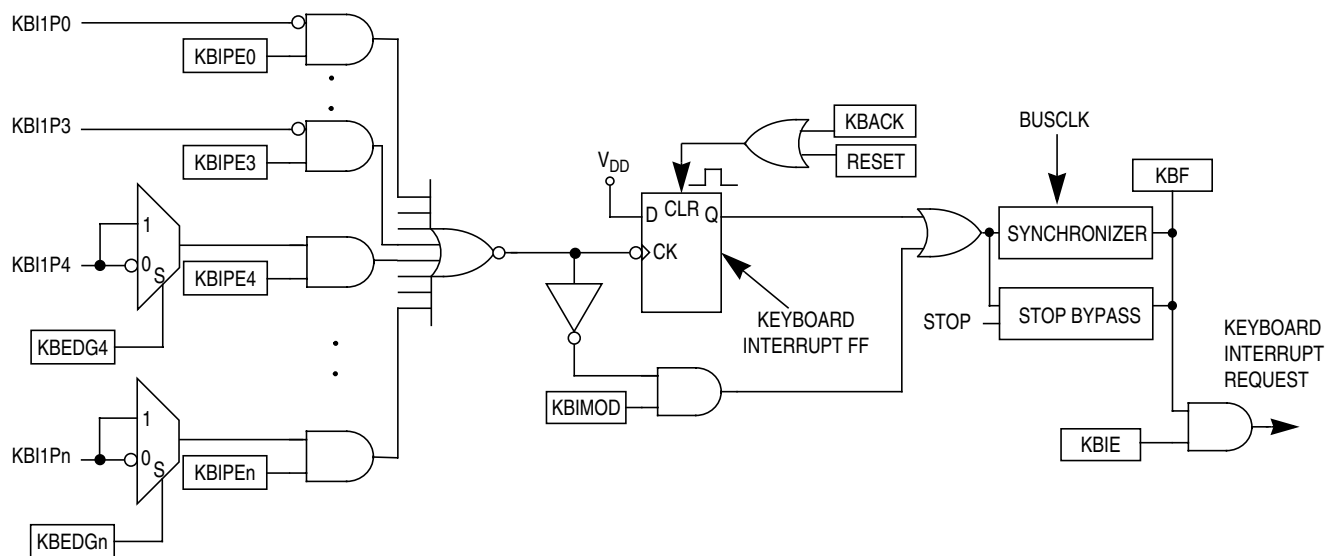 KBI1P0
KBIPE0
KBI1P3
KBIPE3
KBACK
RESET
BUSCLK
KBF
VDD
D CLR Q
CK
SYNCHRONIZER
STOP
STOP BYPASS
KEYBOARD
INTERRUPT FF
KEYBOARD
INTERRUPT
REQUEST
1
KBI1P4
0
S
KBIPE4
KBEDG4
KBIMOD
KBIE
1
KBI1Pn
0
S
KBIPEn
KBEDGn